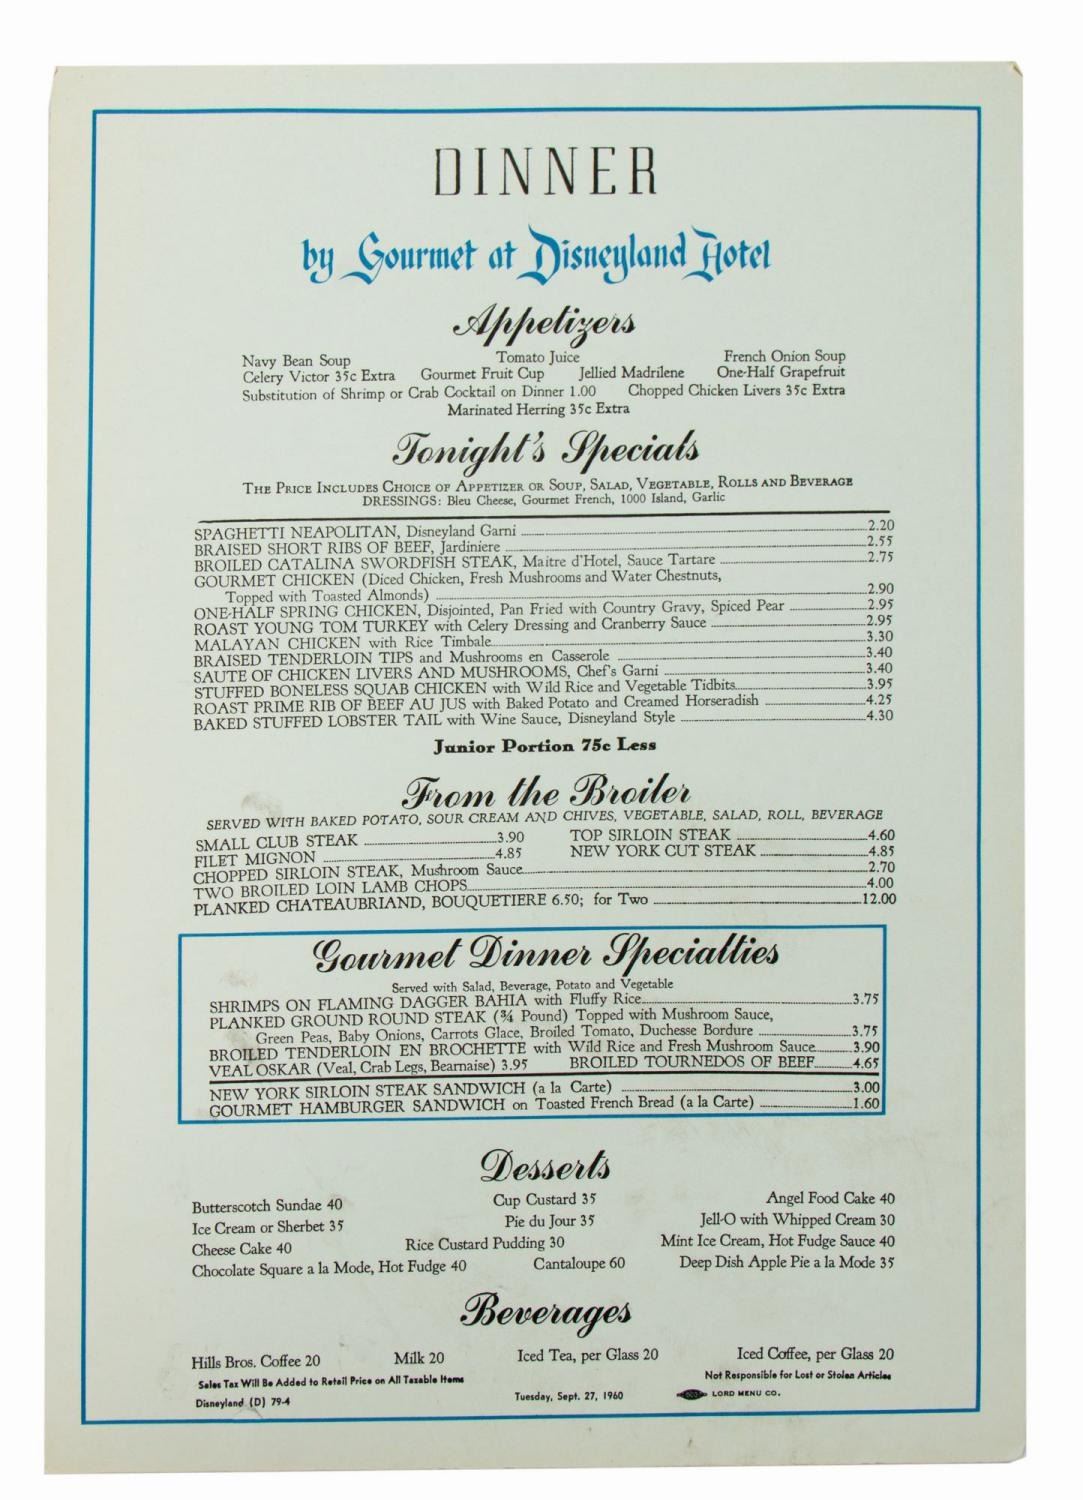 DINNER
by Gourmet at Disneyland Hotel
Appetizers
Navy Bean Soup Tomato Juice French Onion Soup
Celery Victor 35c Extra Gourmet Fruit Cup Jellied Madrilene One-Half Grapefruit
Substitution of Shrimp or Crab Cocktail on Dinner 1.00 Chopped Chicken Livers 35c Extra
Marinated Herring 35c Extra
Tonight's Specials
THE PRICE INCLUDES CHOICE OF APPETIZER OR SOUP, SALAD, VEGETABLE, ROLLS AND BEVERAGE
DRESSINGS: Bleu Cheese, Gourmet French, 1000 Island, Garlic
SPAGHETTI NEAPOLITAN, Disneyland Garni 2.20
BRAISED SHORT RIBS OF BEEF, Jardiniere 2.55
BROILED CATALINA SWORDFISH STEAK, Maitre d'Hotel, Sauce Tartare 2.75
GOURMET CHICKEN (Diced Chicken, Fresh Mushrooms and Water Chestnuts,
Topped with Toasted Almonds) 2.90
ONE-HALF SPRING CHICKEN, Disjointed, Pan Fried with Country Gravy, Spiced Pear 2.95
ROAST YOUNG TOM TURKEY with Celery Dressing and Cranberry Sauce 2.95
MALAYAN CHICKEN with Rice Timbale 3.30
BRAISED TENDERLOIN TIPS and Mushrooms en Casserole 3.40
SAUTE OF CHICKEN LIVERS AND MUSHROOMS, Chef's Garni 3.40
STUFFED BONELESS SQUAB CHICKEN with Wild Rice and Vegetable Tidbits 3.95
ROAST PRIME RIB OF BEEF AU JUS with Baked Potato and Creamed Horseradish 4.25
BAKED STUFFED LOBSTER TAIL with Wine Sauce, Disneyland Style 4.30
Junior Portion 75c Less
From the Broiler
SERVED WITH BAKED POTATO, SOUR CREAM AND CHIVES, VEGETABLE, SALAD, ROLL, BEVERAGE
SMALL CLUB STEAK 3.90 TOP SIRLOIN STEAK 4.60
FILET MIGNON 4.85 NEW YORK CUT STEAK 4.85
CHOPPED SIRLOIN STEAK, Mushroom Sauce 2.70
TWO BROILED LOIN LAMB CHOPS 4.00
PLANKED CHATEAUBRIAND, BOUQUETIERE 6.50; for Two 12.00
Gourmet Dinner Specialties
Served with Salad, Beverage, Potato and Vegetable
SHRIMPS ON FLAMING DAGGER BAHIA with Fluffy Rice 3.75
PLANKED GROUND ROUND STEAK (¾ Pound) Topped with Mushroom Sauce,
Green Peas, Baby Onions, Carrots Glace, Broiled Tomato, Duchesse Bordure 3.75
BROILED TENDERLOIN EN BROCHETTE with Wild Rice and Fresh Mushroom Sauce 3.90
VEAL OSKAR (Veal, Crab Legs, Bearnaise) 3.95 BROILED TOURNEDOS OF BEEF 4.65
NEW YORK SIRLOIN STEAK SANDWICH (a la Carte) 3.00
GOURMET HAMBURGER SANDWICH on Toasted French Bread (a la Carte) 1.60
Desserts
Butterscotch Sundae 40 Cup Custard 35 Angel Food Cake 40
Ice Cream or Sherbet 35 Pie du Jour 35 Jell-O with Whipped Cream 30
Cheese Cake 40 Rice Custard Pudding 30 Mint Ice Cream, Hot Fudge Sauce 40
Chocolate Square a la Mode, Hot Fudge 40 Cantaloupe 60 Deep Dish Apple Pie a la Mode 35
Beverages
Hills Bros. Coffee 20 Milk 20 Iced Tea, per Glass 20 Iced Coffee, per Glass 20
Sales Tax Will Be Added to Retail Price on All Taxable Items Not Responsible for Lost or Stolen Articles
Disneyland (D) 79-4 Tuesday, Sept. 27, 1960 LORD MENU CO.